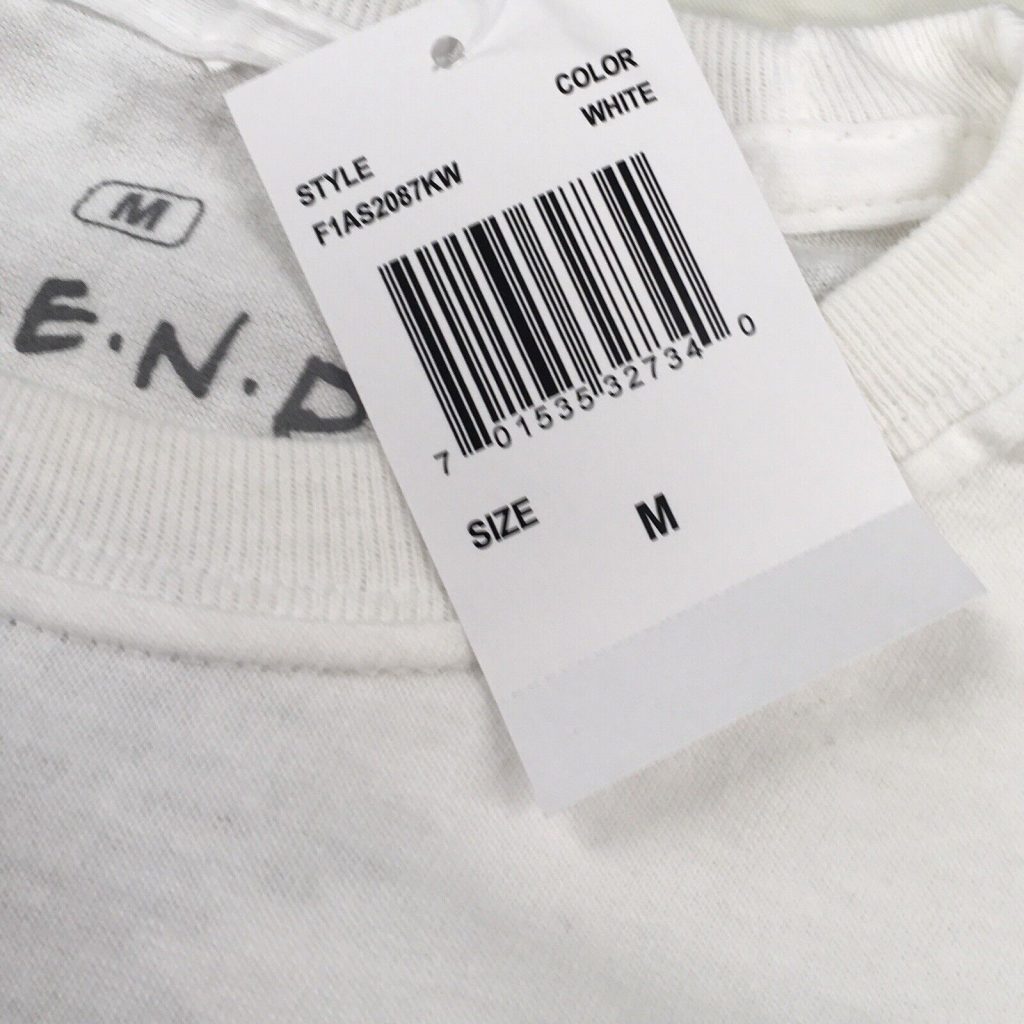 COLOR
WHITE
STYLE
F1AS2087KW
7 01535 32734 0
SIZE M
M
E.N.D